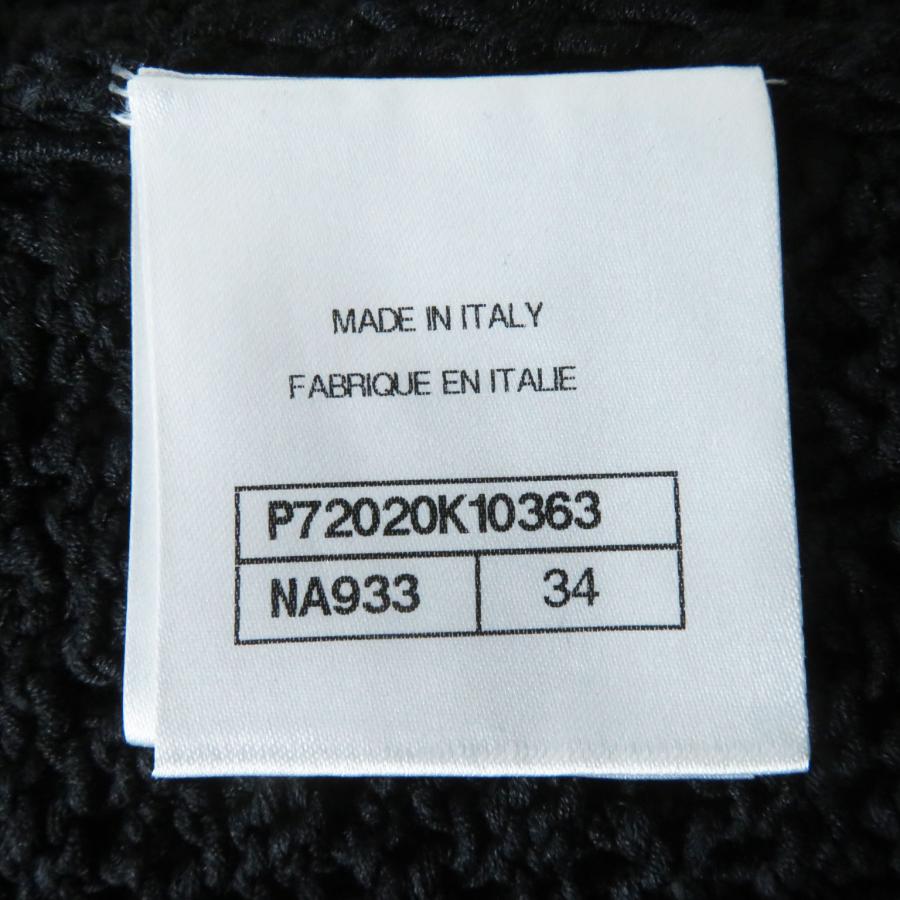 MADE IN ITALY
FABRIQUE EN ITALIE
P72020K10363
NA933 34